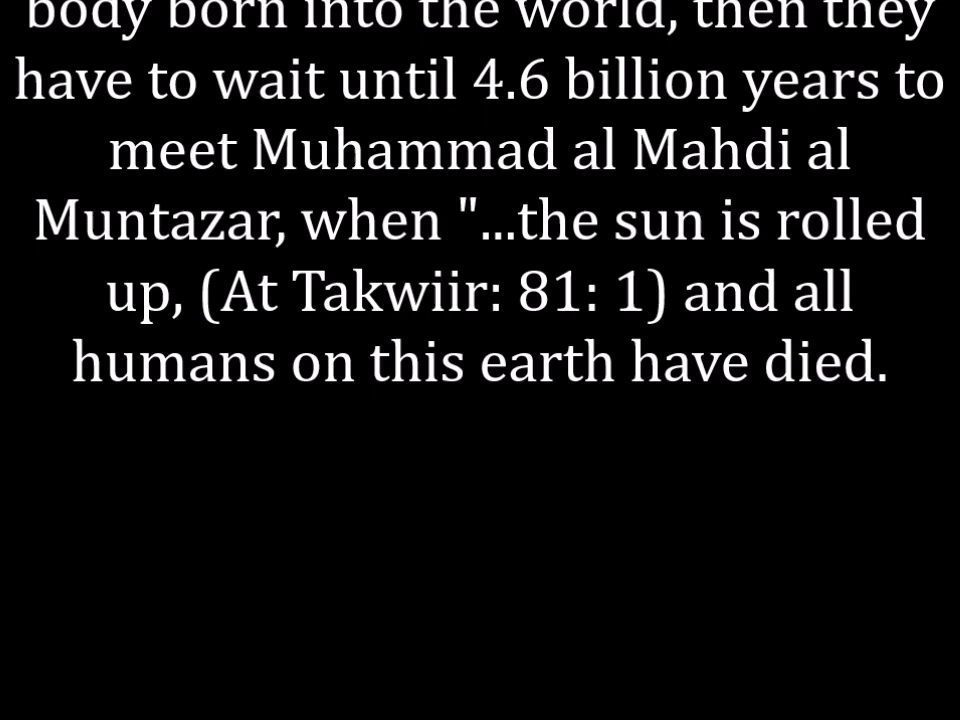 body born into the world, then they
have to wait until 4.6 billion years to
meet Muhammad al Mahdi al
Muntazar, when "...the sun is rolled
up, (At Takwiir: 81: 1) and all
humans on this earth have died.